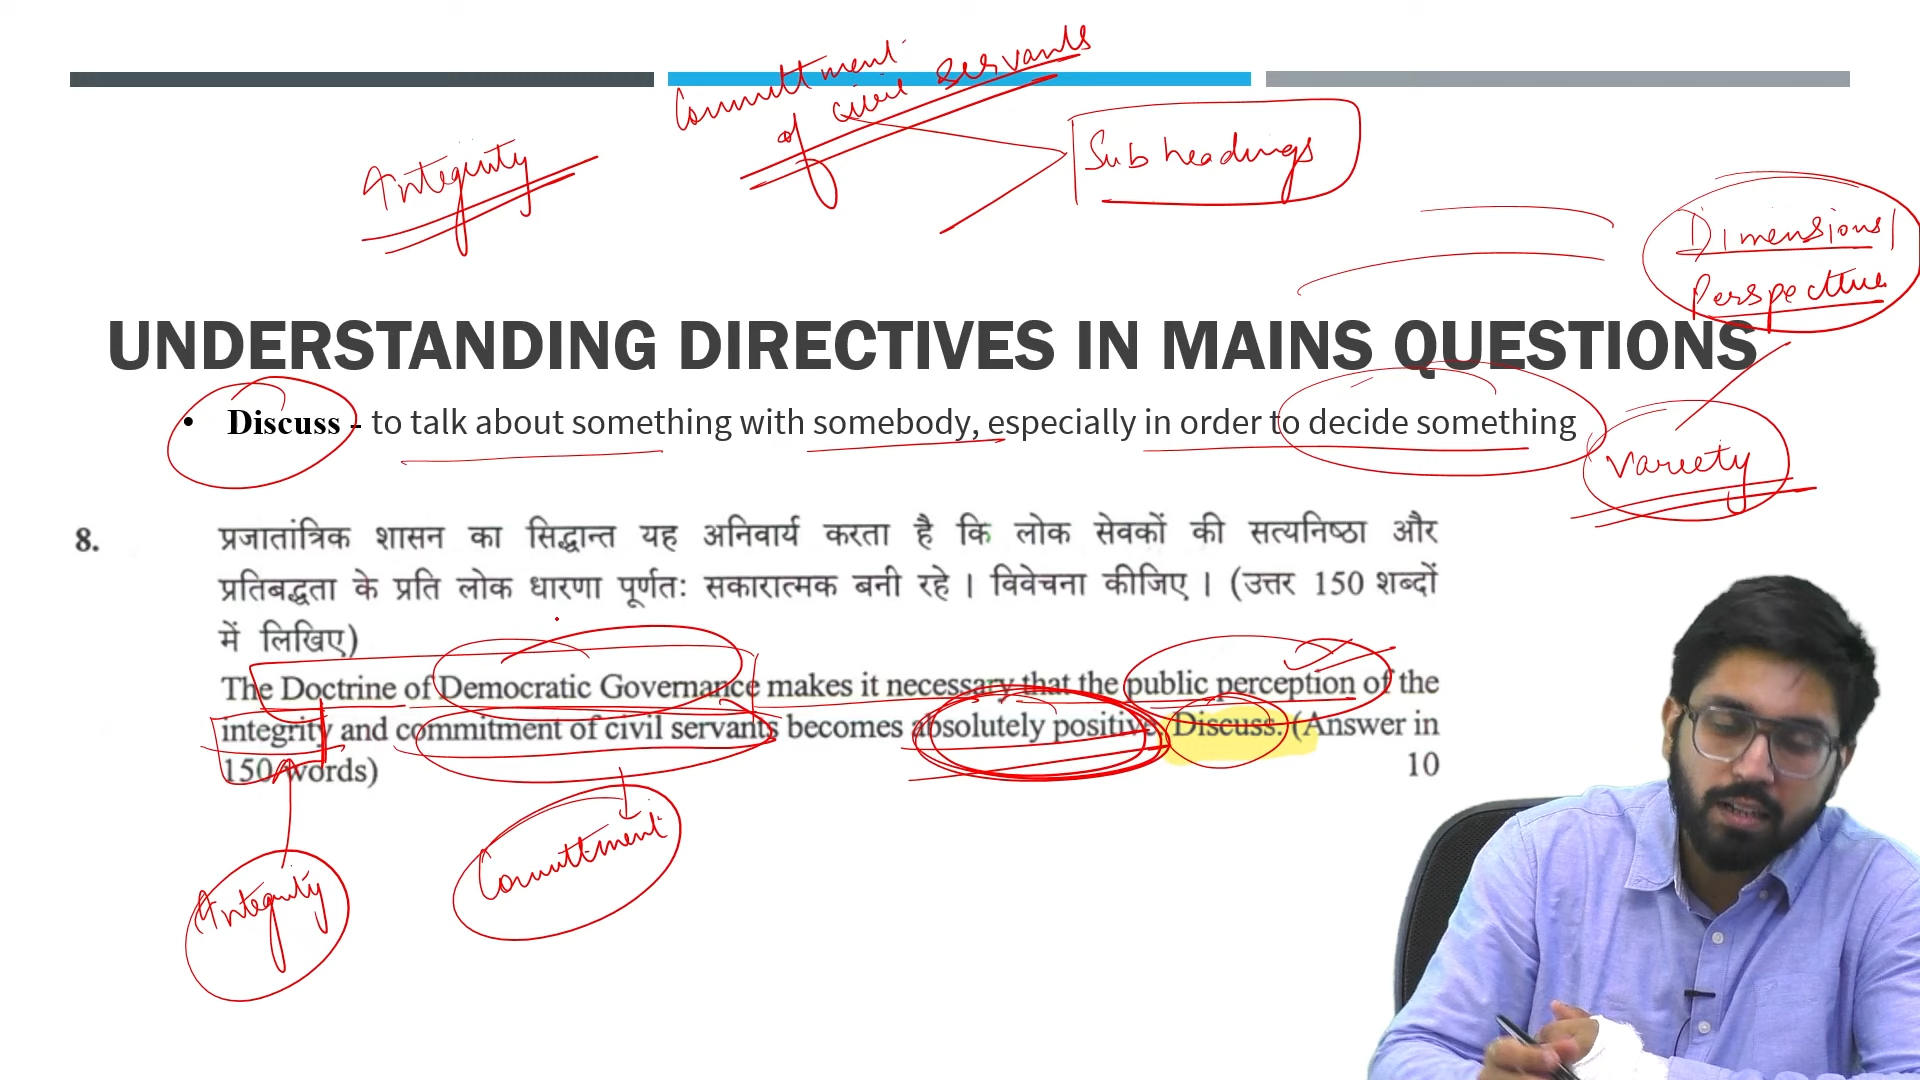 Committment
of civil servants
Integrity
Sub headings
Dimensions/
Perspective
UNDERSTANDING DIRECTIVES IN MAINS QUESTIONS
• Discuss - to talk about something with somebody, especially in order to decide something
Variety
8.
प्रजातांत्रिक शासन का सिद्धान्त यह अनिवार्य करता है कि लोक सेवकों की सत्यनिष्ठा और
प्रतिबद्धता के प्रति लोक धारणा पूर्णतः सकारात्मक बनी रहे । विवेचना कीजिए । (उत्तर 150 शब्दों
में लिखिए)
The Doctrine of Democratic Governance makes it necessary that the public perception of the
integrity and commitment of civil servants becomes absolutely positive. Discuss. (Answer in
150 words) 10
Integrity
Committment